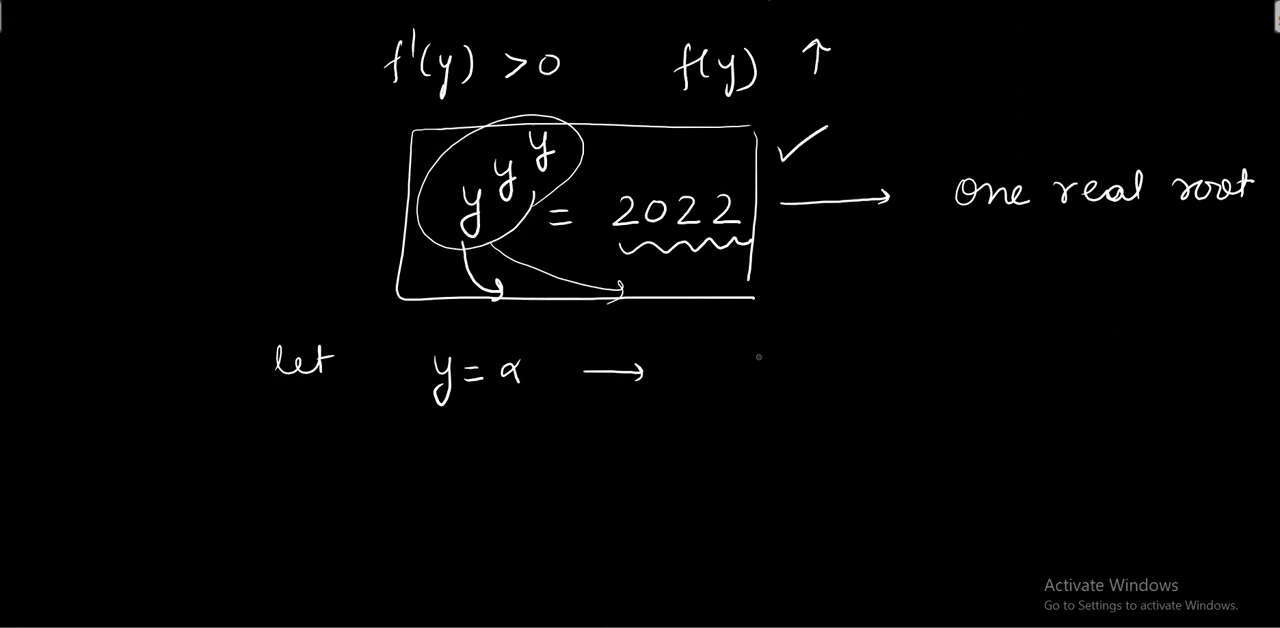 f'(y) > 0 f(y) ↑
y^y^y = 2022 ✓ → One real root
let y = α →
Activate Windows
Go to Settings to activate Windows.